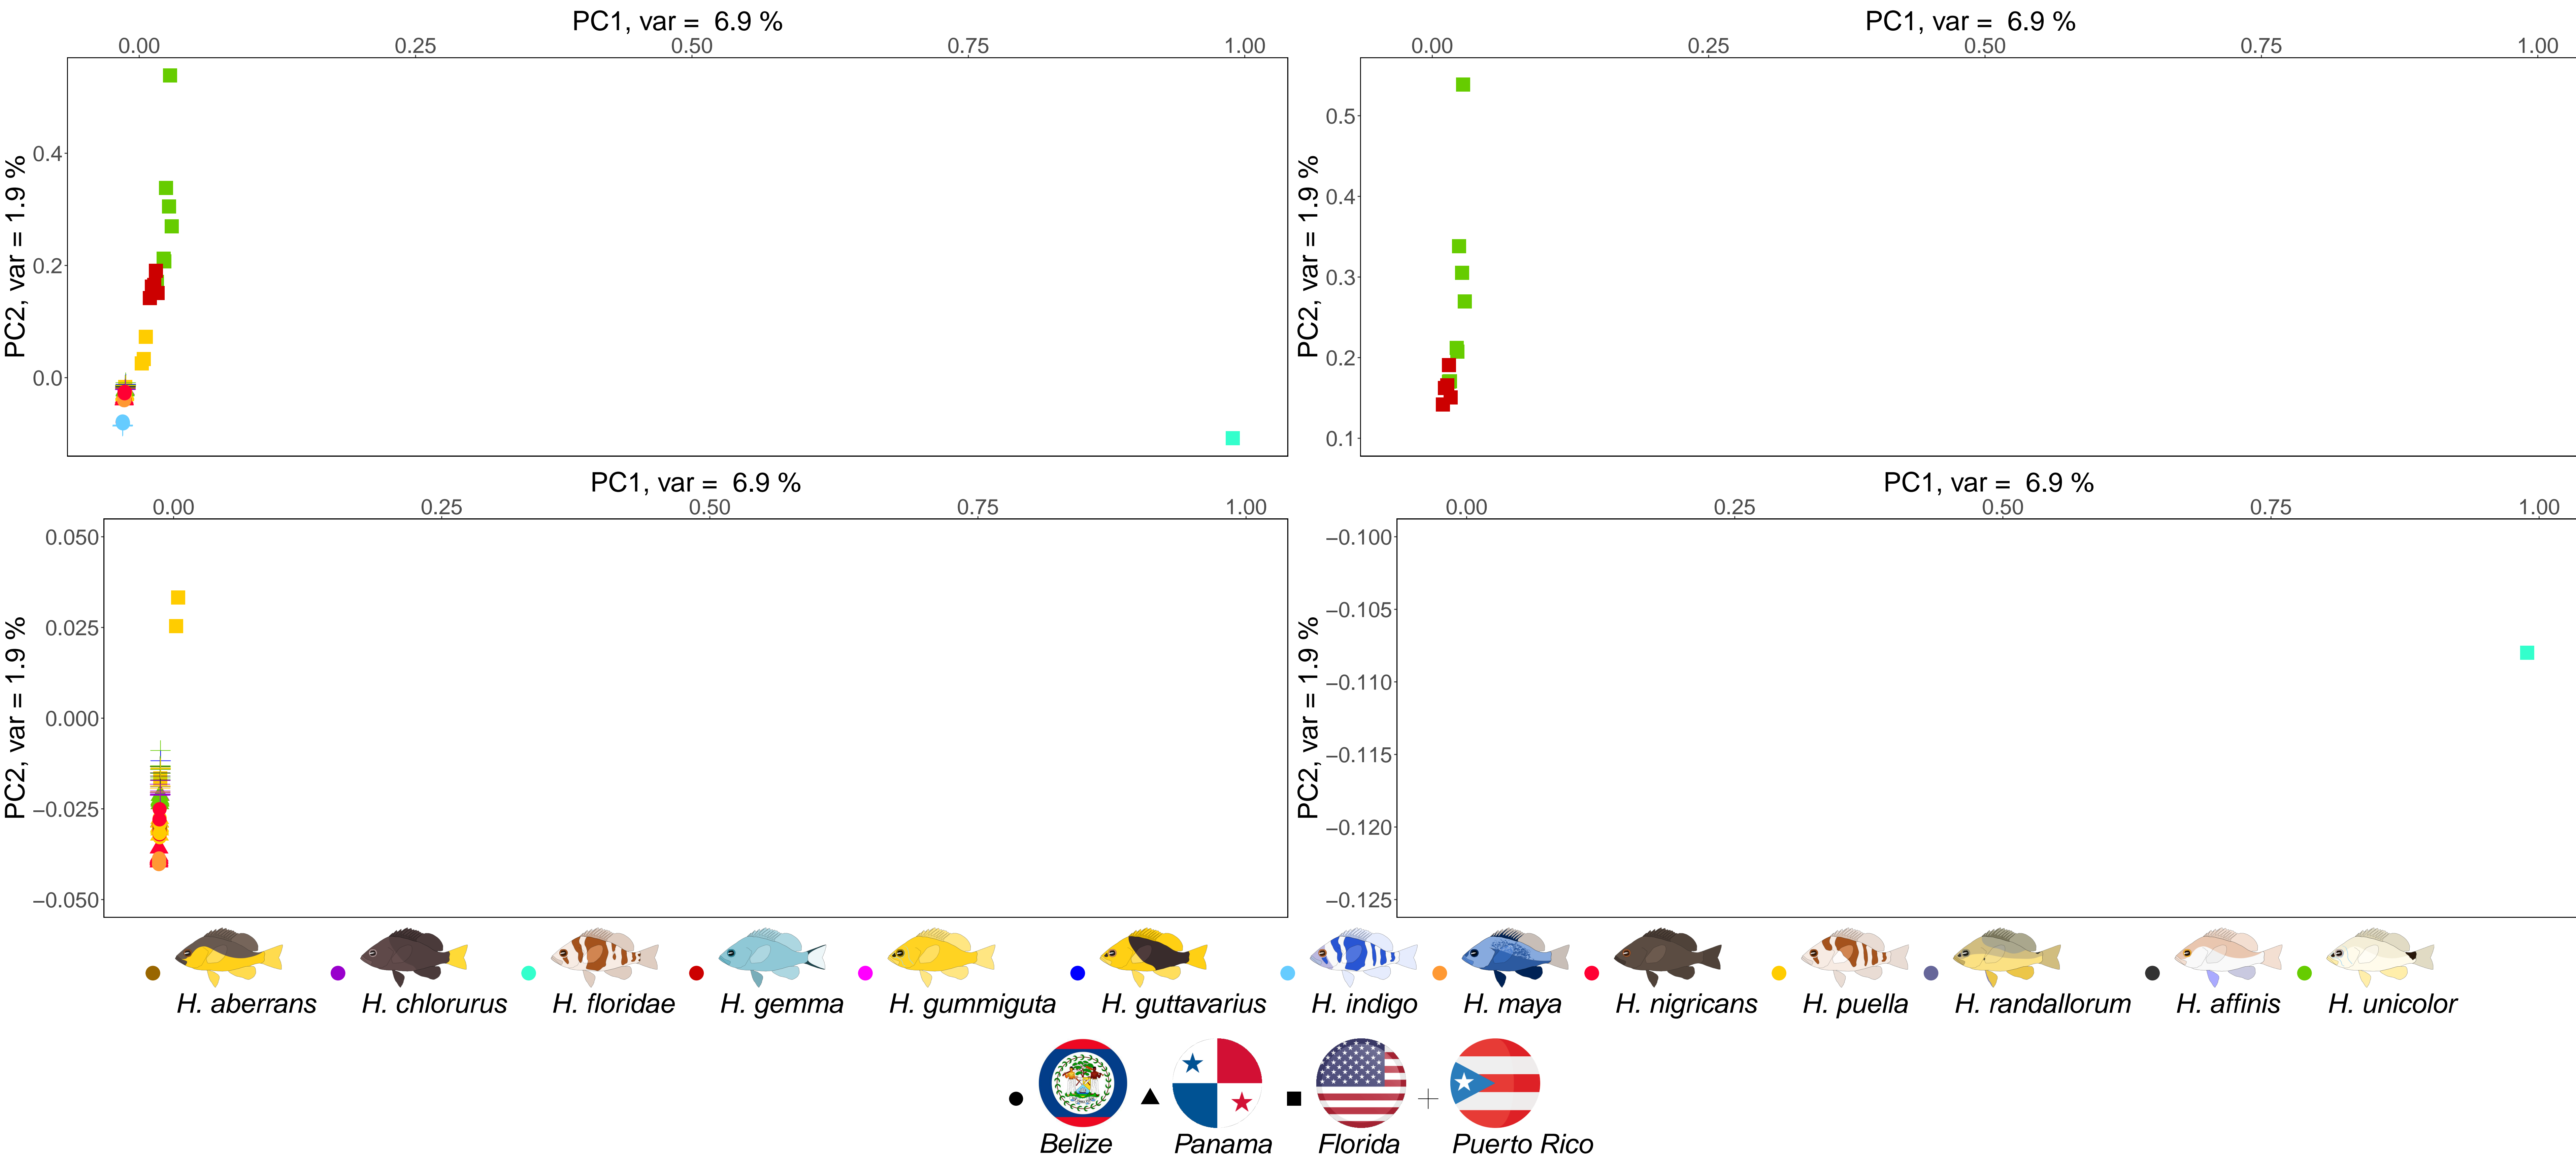 PC1, var = 6.9 %
PC1, var = 6.9 %
0.00 0.25 0.50 0.75 1.00
0.00 0.25 0.50 0.75 1.00
PC2, var = 1.9 %
0.4
0.2
0.0
PC2, var = 1.9 %
0.5
0.4
0.3
0.2
0.1
PC1, var = 6.9 %
PC1, var = 6.9 %
0.00 0.25 0.50 0.75 1.00
0.00 0.25 0.50 0.75 1.00
PC2, var = 1.9 %
0.050
0.025
0.000
−0.025
−0.050
PC2, var = 1.9 %
−0.100
−0.105
−0.110
−0.115
−0.120
−0.125
H. aberrans H. chlorurus H. floridae H. gemma H. gummiguta H. guttavarius H. indigo H. maya H. nigricans H. puella H. randallorum H. affinis H. unicolor
Belize Panama Florida Puerto Rico